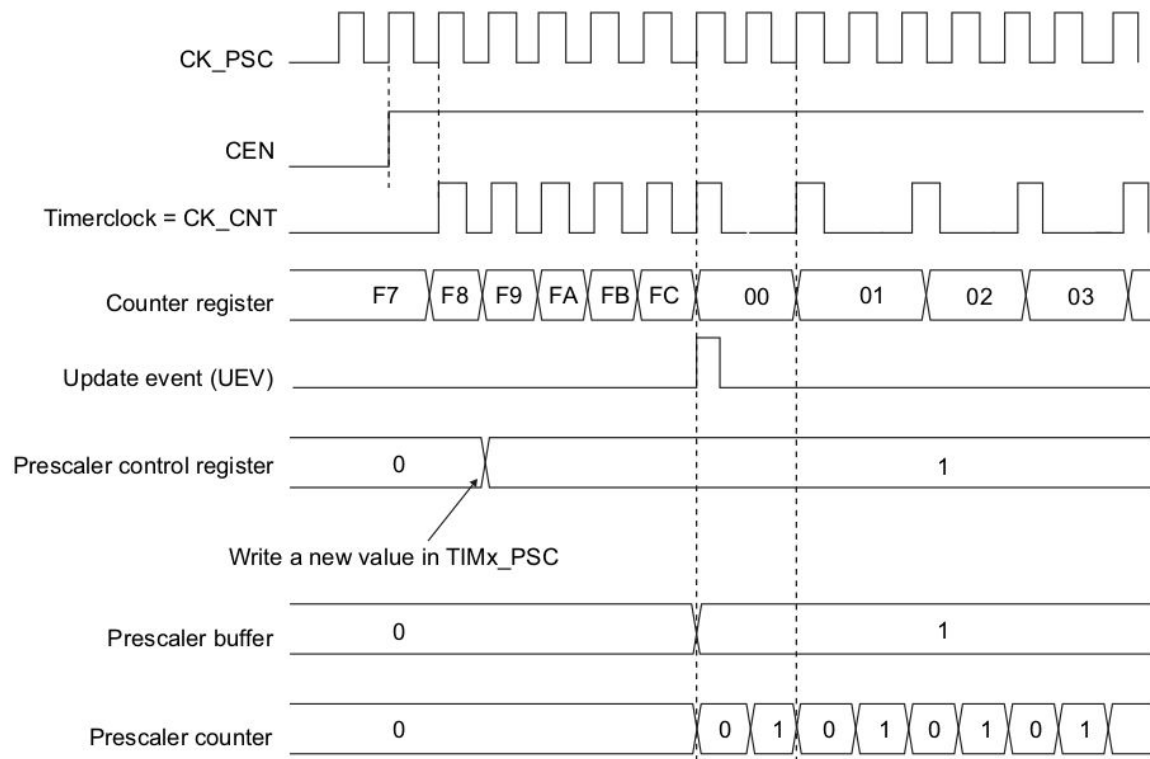 CK_PSC
CEN
Timerclock = CK_CNT
Counter register F7 F8 F9 FA FB FC 00 01 02 03
Update event (UEV)
Prescaler control register 0 1
Write a new value in TIMx_PSC
Prescaler buffer 0 1
Prescaler counter 0 0 1 0 1 0 1 0 1